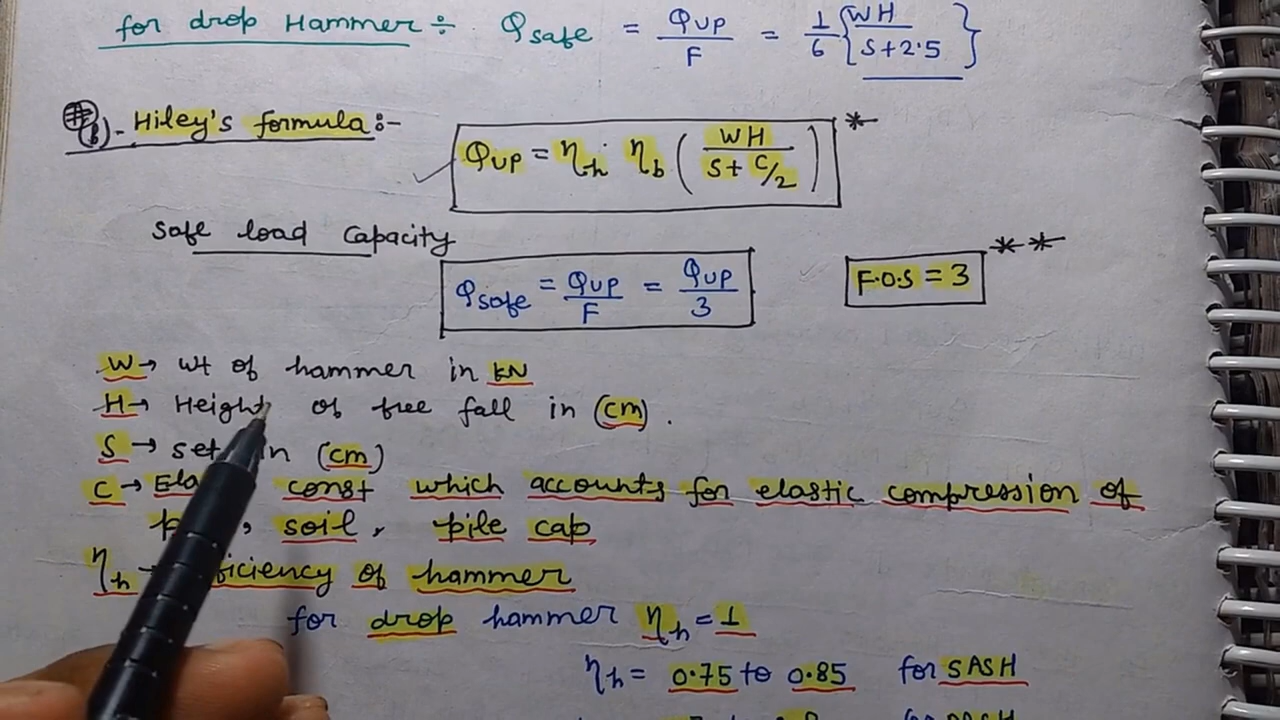 for drop Hammer ÷ Qsafe = QUP/F = 1/6 {WH/S+2.5}
(b). Hiley's formula :-
QUP = ηh · ηb (WH/S + C/2) *
Safe load Capacity
Qsafe = QUP/F = QUP/3 F.O.S = 3 **
W → wt of hammer in kN
H → Height of free fall in (cm).
S → set in (cm)
C → const which accounts for elastic compression of
, soil, pile cap
ηh → of hammer
for drop hammer ηh = 1
ηh = 0.75 to 0.85 for SASH